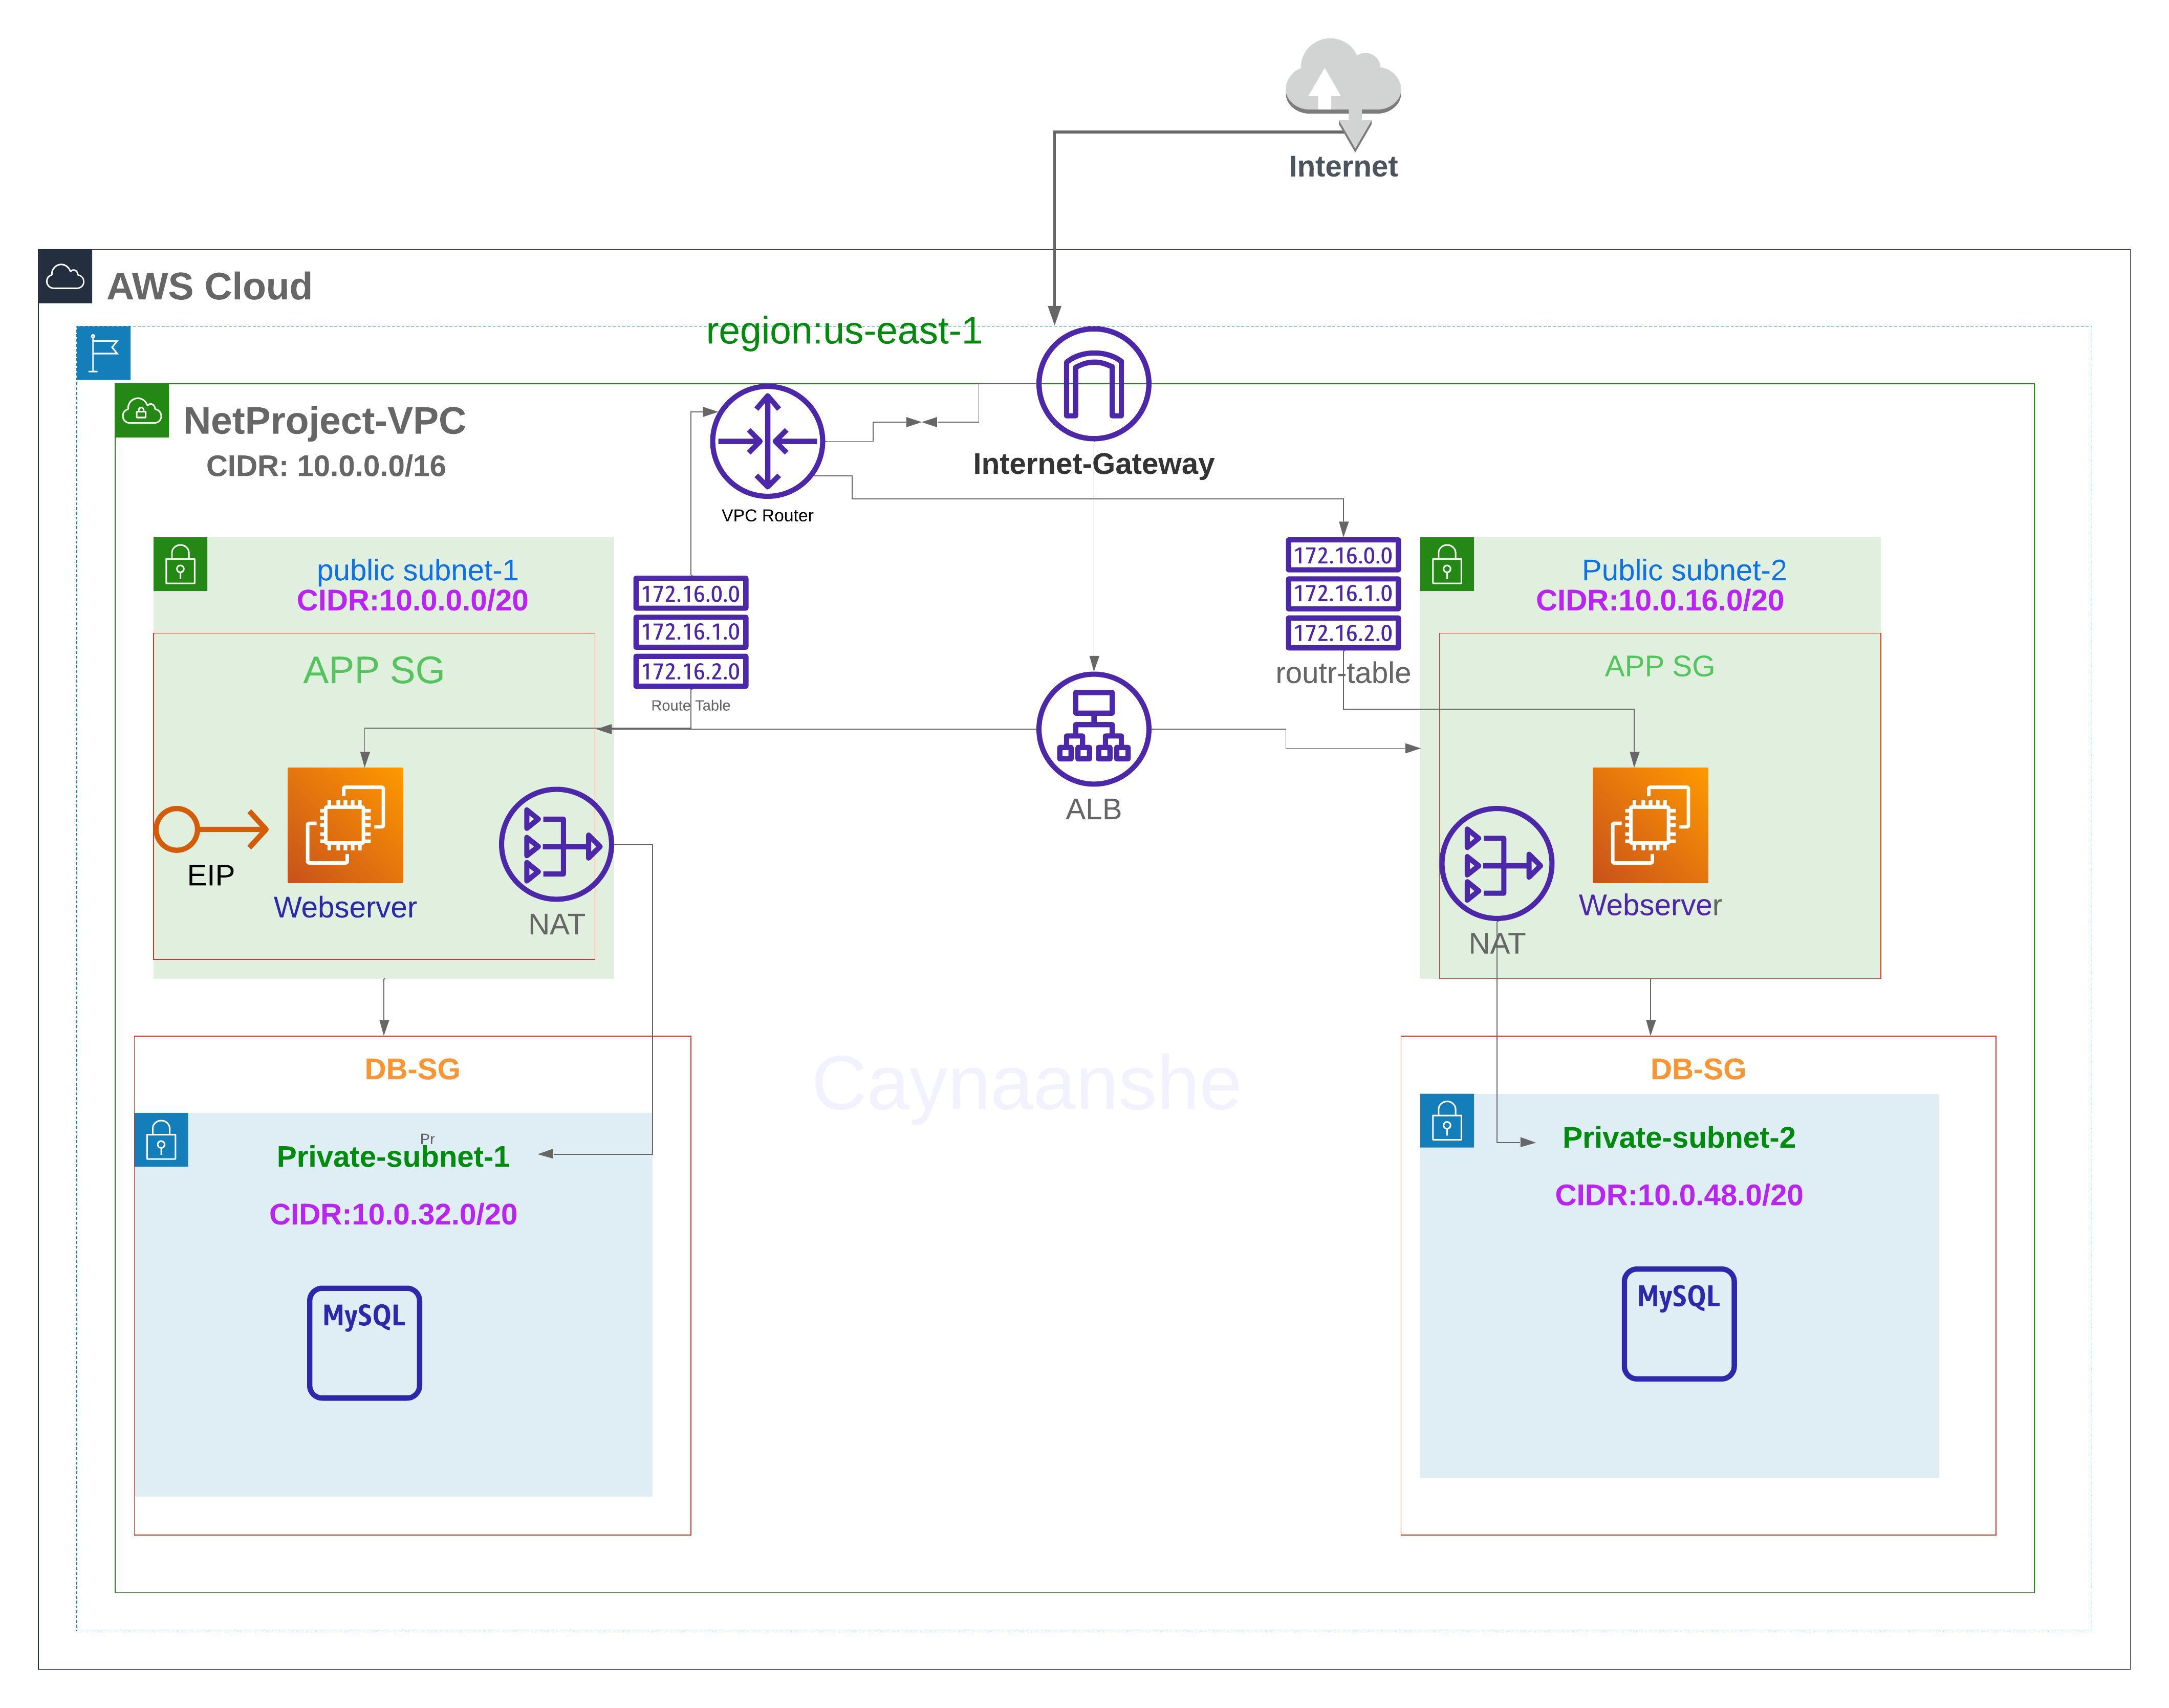 Internet
AWS Cloud
region:us-east-1
NetProject-VPC
CIDR: 10.0.0.0/16
Internet-Gateway
VPC Router
public subnet-1
CIDR:10.0.0.0/20
APP SG
172.16.0.0
172.16.1.0
172.16.2.0
Route Table
172.16.0.0
172.16.1.0
172.16.2.0
routr-table
Public subnet-2
CIDR:10.0.16.0/20
APP SG
ALB
EIP
Webserver
NAT
Webserver
NAT
DB-SG
Pr
Private-subnet-1
CIDR:10.0.32.0/20
MySQL
Caynaanshe
DB-SG
Private-subnet-2
CIDR:10.0.48.0/20
MySQL